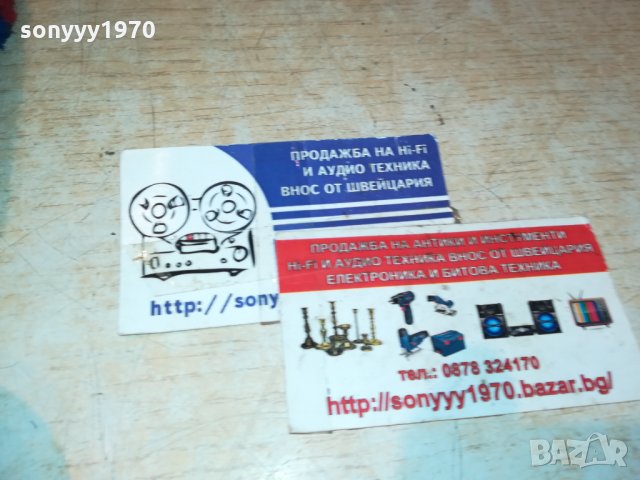 sonyyy1970
ПРОДАЖБА НА Hi-Fi
И АУДИО ТЕХНИКА
ВНОС ОТ ШВЕЙЦАРИЯ
http://sony
ПРОДАЖБА НА АНТИКИ И ИНСТУМЕНТИ
Hi-Fi И АУДИО ТЕХНИКА ВНОС ОТ ШВЕЙЦАРИЯ
ЕЛЕКТРОНИКА И БИТОВА ТЕХНИКА
тел.: 0878 324170
http://sonyyy1970.bazar.bg/
BAZAR
bg